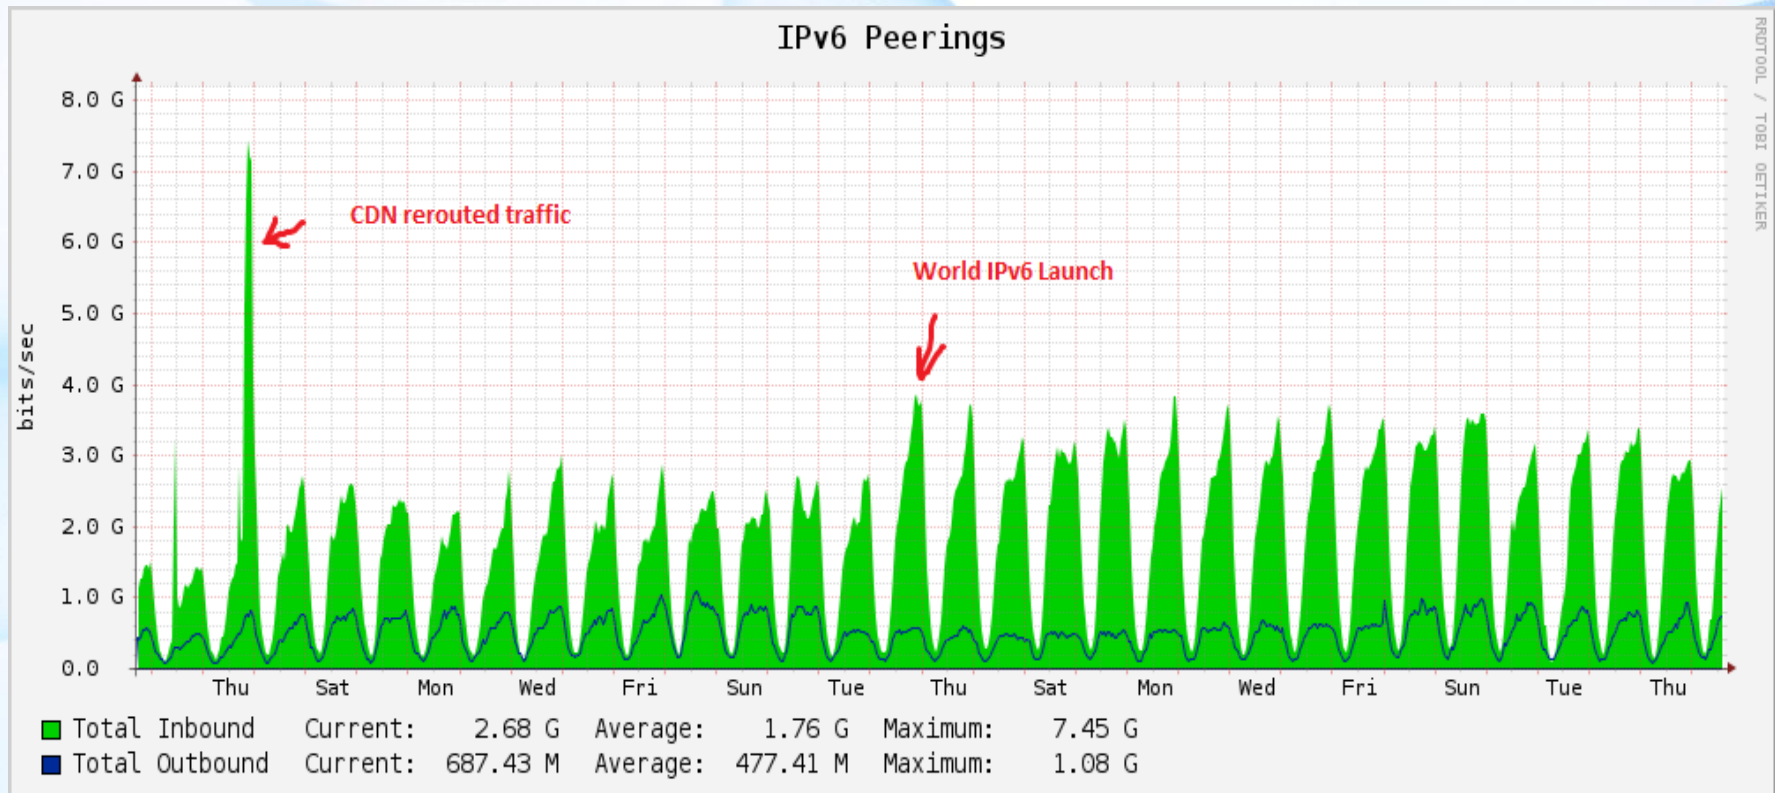 IPv6 Peerings
RRDTOOL / TOBI OETIKER
bits/sec
8.0 G
7.0 G
6.0 G
5.0 G
4.0 G
3.0 G
2.0 G
1.0 G
0.0
CDN rerouted traffic
World IPv6 Launch
Thu Sat Mon Wed Fri Sun Tue Thu Sat Mon Wed Fri Sun Tue Thu
Total Inbound Current: 2.68 G Average: 1.76 G Maximum: 7.45 G
Total Outbound Current: 687.43 M Average: 477.41 M Maximum: 1.08 G